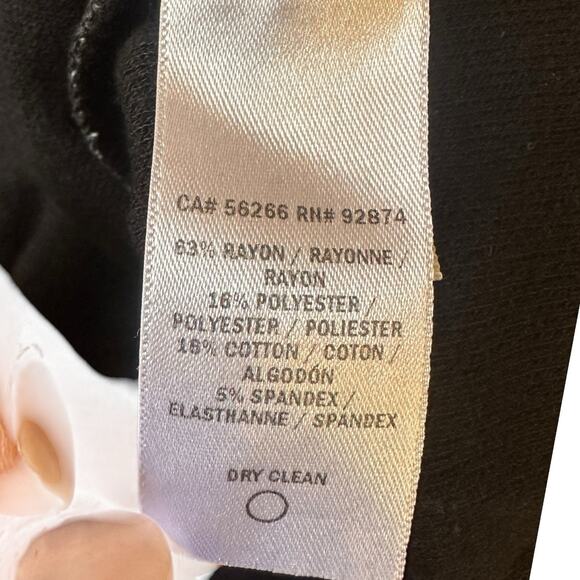 CA# 56266 RN# 92874
63% RAYON / RAYONNE /
RAYON
16% POLYESTER /
POLYESTER / POLIESTER
16% COTTON / COTON /
ALGODÓN
5% SPANDEX /
ELASTHANNE / SPANDEX
DRY CLEAN